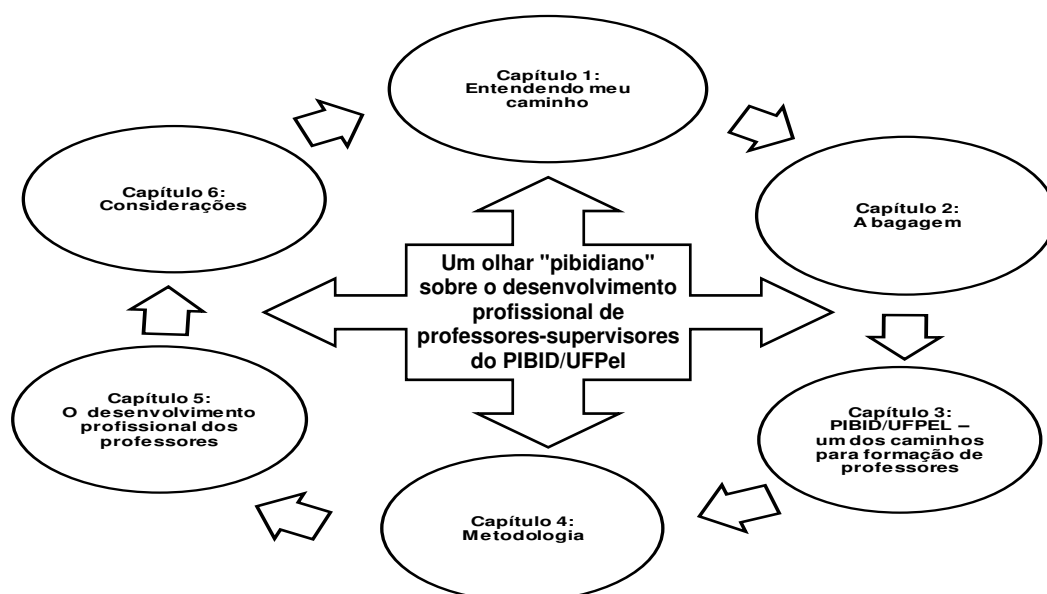 Capítulo 1:
Entendendo meu
caminho
Capítulo 2:
A bagagem
Capítulo 3:
PIBID/UFPEL –
um dos caminhos
para formação de
professores
Capítulo 4:
Metodologia
Capítulo 5:
O desenvolvimento
profissional dos
professores
Capítulo 6:
Considerações
Um olhar "pibidiano"
sobre o desenvolvimento
profissional de
professores-supervisores
do PIBID/UFPel